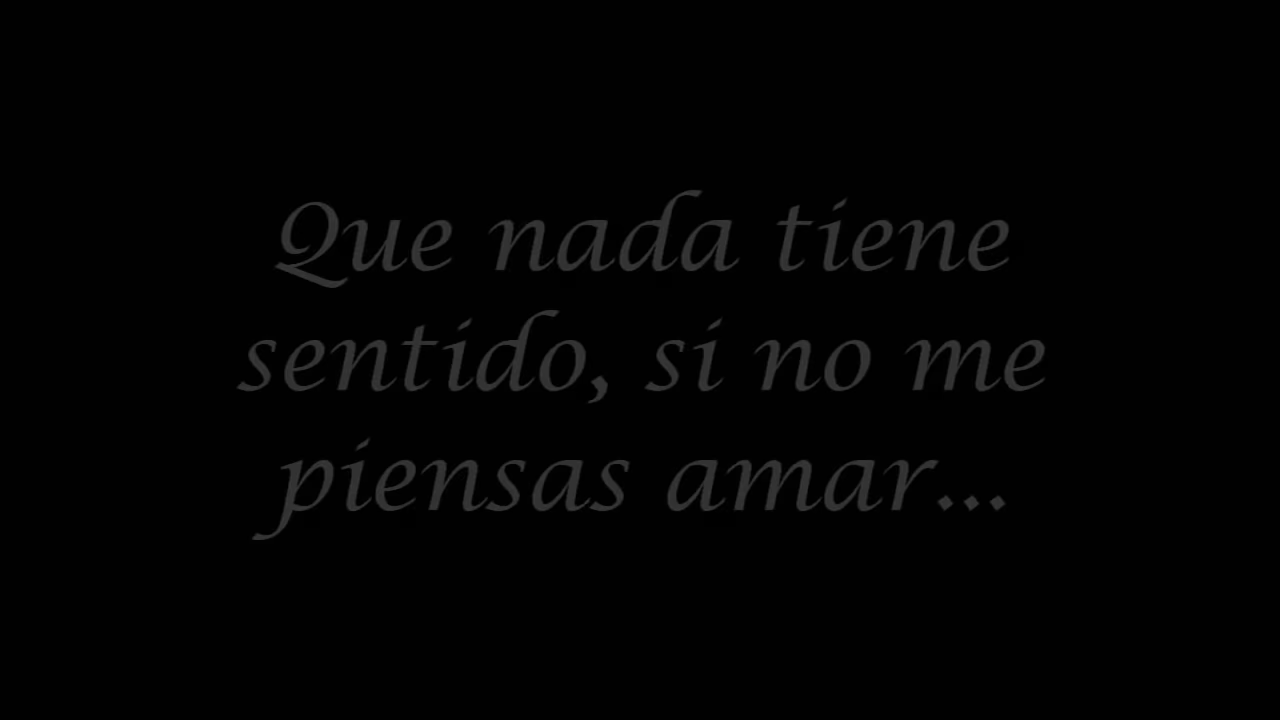 Que nada tiene
sentido, si no me
piensas amar...